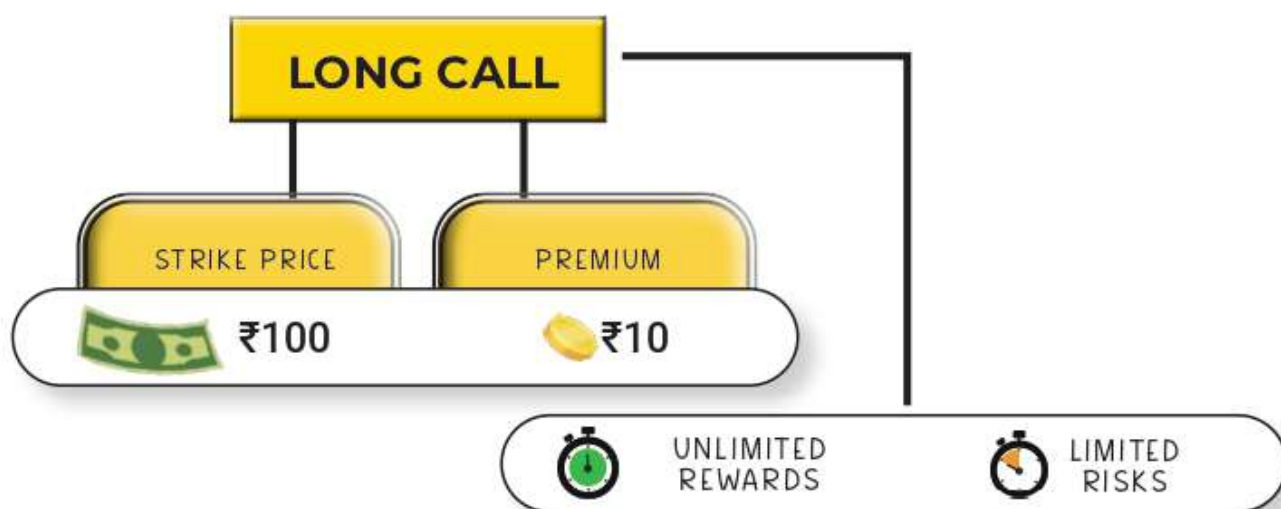 LONG CALL
STRIKE PRICE
PREMIUM
₹100
₹10
UNLIMITED
REWARDS
LIMITED
RISKS